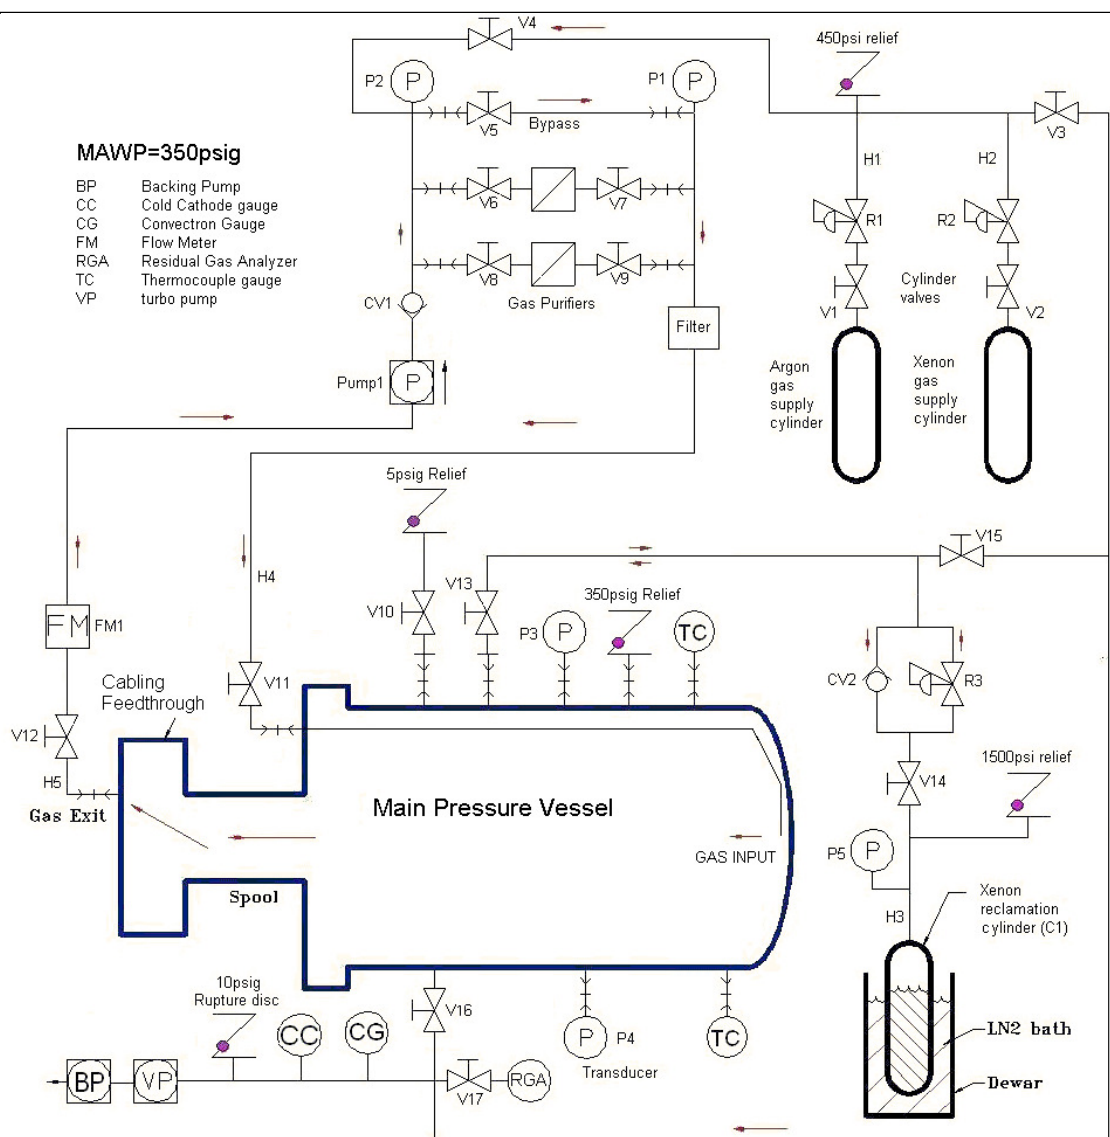 V4
450psi relief
P2
P
P1
P
V5
Bypass
V3
MAWP=350psig
H1
H2
BP Backing Pump
CC Cold Cathode gauge
CG Convectron Gauge
FM Flow Meter
RGA Residual Gas Analyzer
TC Thermocouple gauge
VP turbo pump
V6
V7
R1
R2
V8
V9
Gas Purifiers
CV1
Cylinder
valves
V1
V2
Filter
Pump1
P
Argon
gas
supply
cylinder
Xenon
gas
supply
cylinder
5psig Relief
V15
H4
V13
350psig Relief
V10
P3
P
TC
FM
FM1
Cabling
Feedthrough
V11
CV2
R3
V12
H5
Gas Exit
V14
1500psi relief
Main Pressure Vessel
GAS INPUT
P5
P
Spool
H3
Xenon
reclamation
cylinder (C1)
10psig
Rupture disc
V16
CC
CG
P
P4
TC
Transducer
LN2 bath
BP
VP
V17
RGA
Dewar